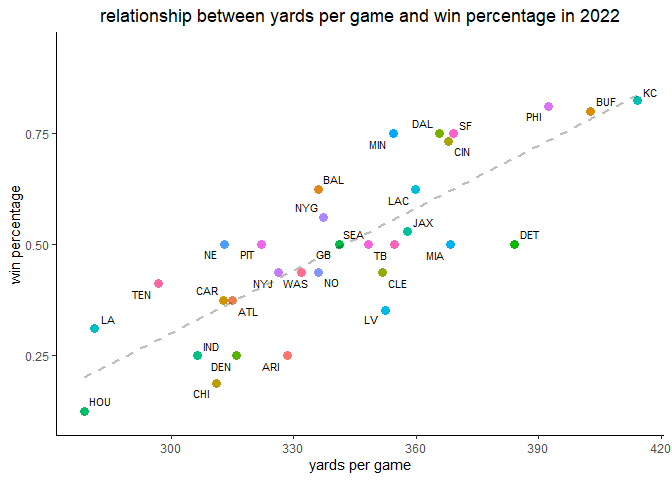 relationship between yards per game and win percentage in 2022
KC
BUF
PHI
DAL
SF
MIN
CIN
0.75
BAL
LAC
NYG
JAX
SEA
DET
0.50
NE
PIT
GB
TB
MIA
NYJ
WAS
NO
CLE
CAR
TEN
ATL
LA
LV
IND
0.25
DEN
ARI
CHI
HOU
300
330
360
390
420
yards per game
win percentage